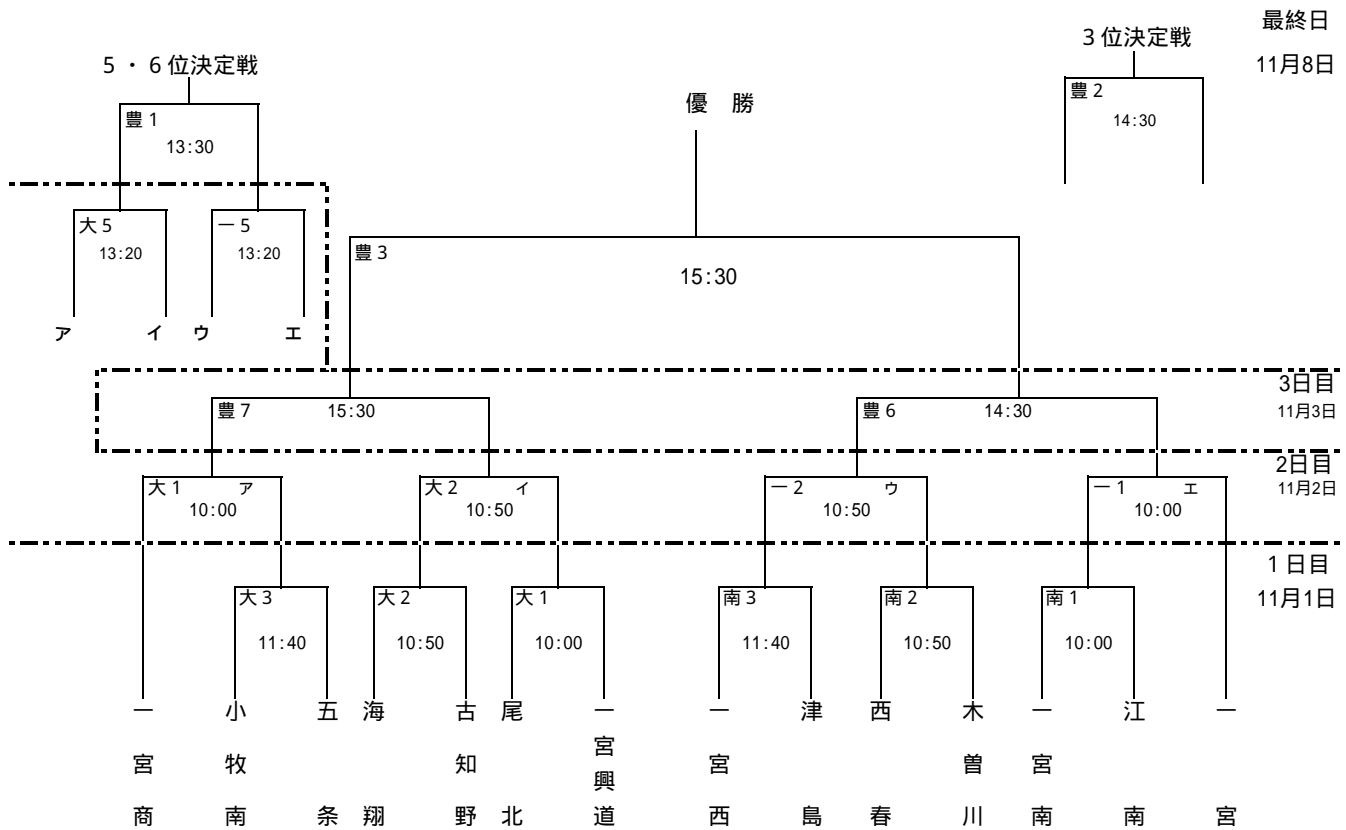 最終日
3位決定戦
5・6位決定戦
11月8日
豊2
優 勝
豊1
14:30
13:30
大5
一5
13:20
13:20
豊3
15:30
ア イ ウ エ
3日目
豊7 15:30
豊6 14:30
11月3日
2日目
大1 ア
大2 イ
一2 ウ
一1 エ
11月2日
10:00
10:50
10:50
10:00
1日目
大3
大2
大1
南3
南2
南1
11月1日
11:40
10:50
10:00
11:40
10:50
10:00
一宮商
小牧南
五条
海翔
古知野
尾北
一宮興道
一宮西
津島
西春
木曽川
一宮南
江南
一宮